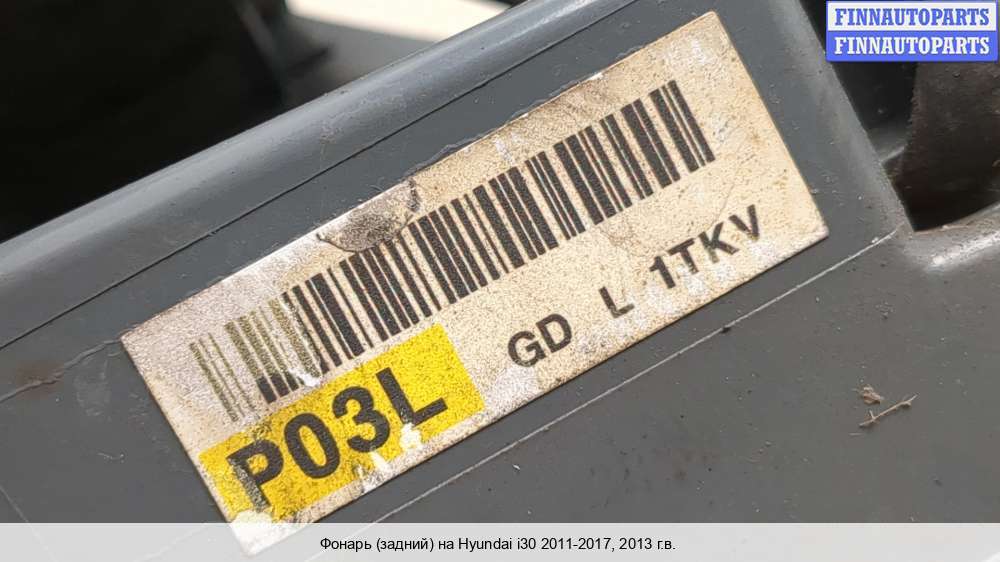 FINNAUTOPARTS
FINNAUTOPARTS
GD L 1TKV
P03L
Фонарь (задний) на Hyundai i30 2011-2017, 2013 г.в.